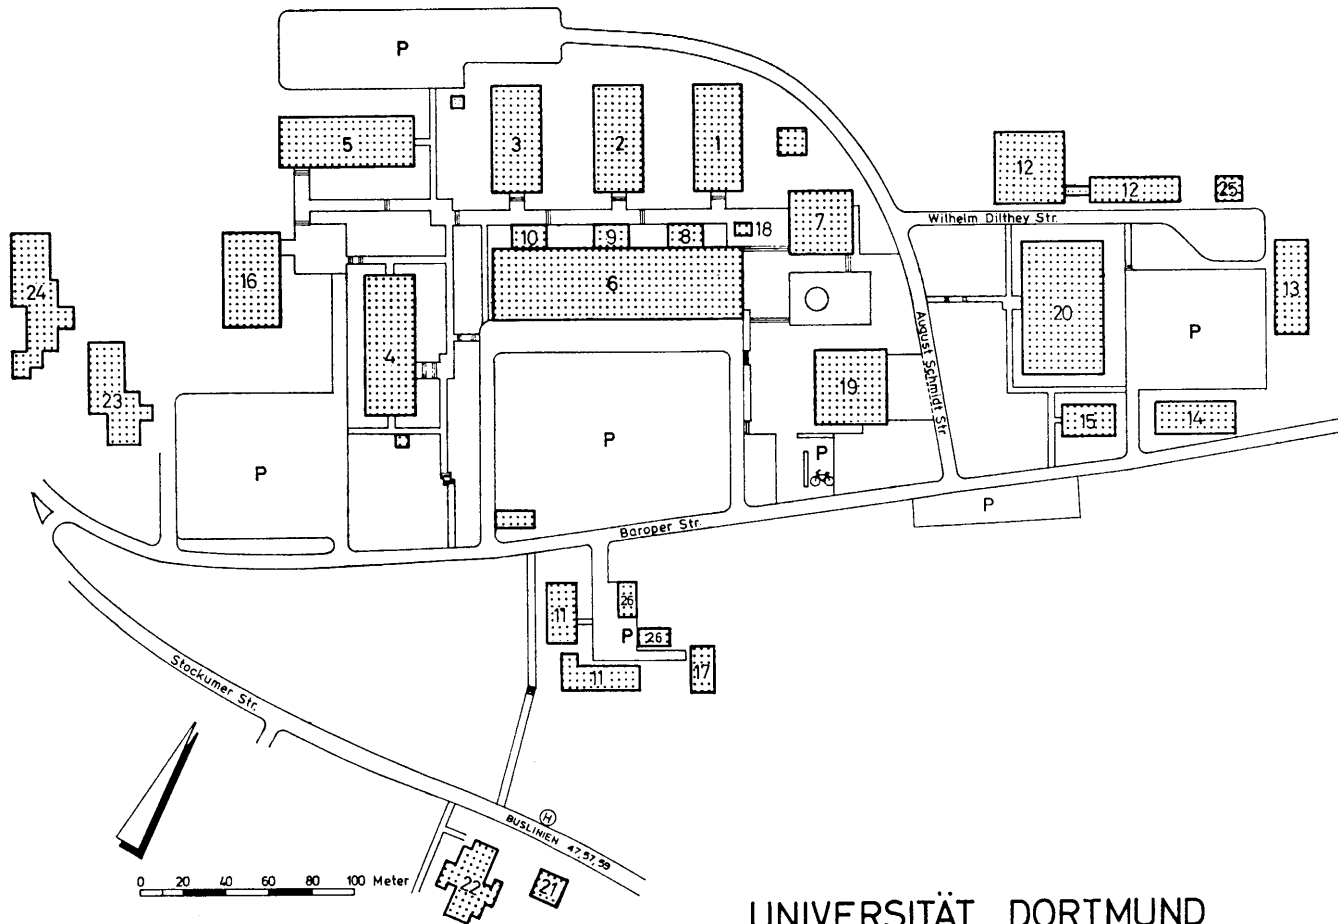 P
5
3
2
1
12
12
25
7
Wilhelm Dilthey Str.
18
10
9
8
16
6
24
4
20
13
P
August Schmidt Str.
23
19
15
14
P
P
P
P
Baroper Str.
11
26
P
26
11
17
Stockumer Str.
H
BUSLINIEN 47, 57, 59
22
21
0 20 40 60 80 100 Meter
UNIVERSITÄT DORTMUND